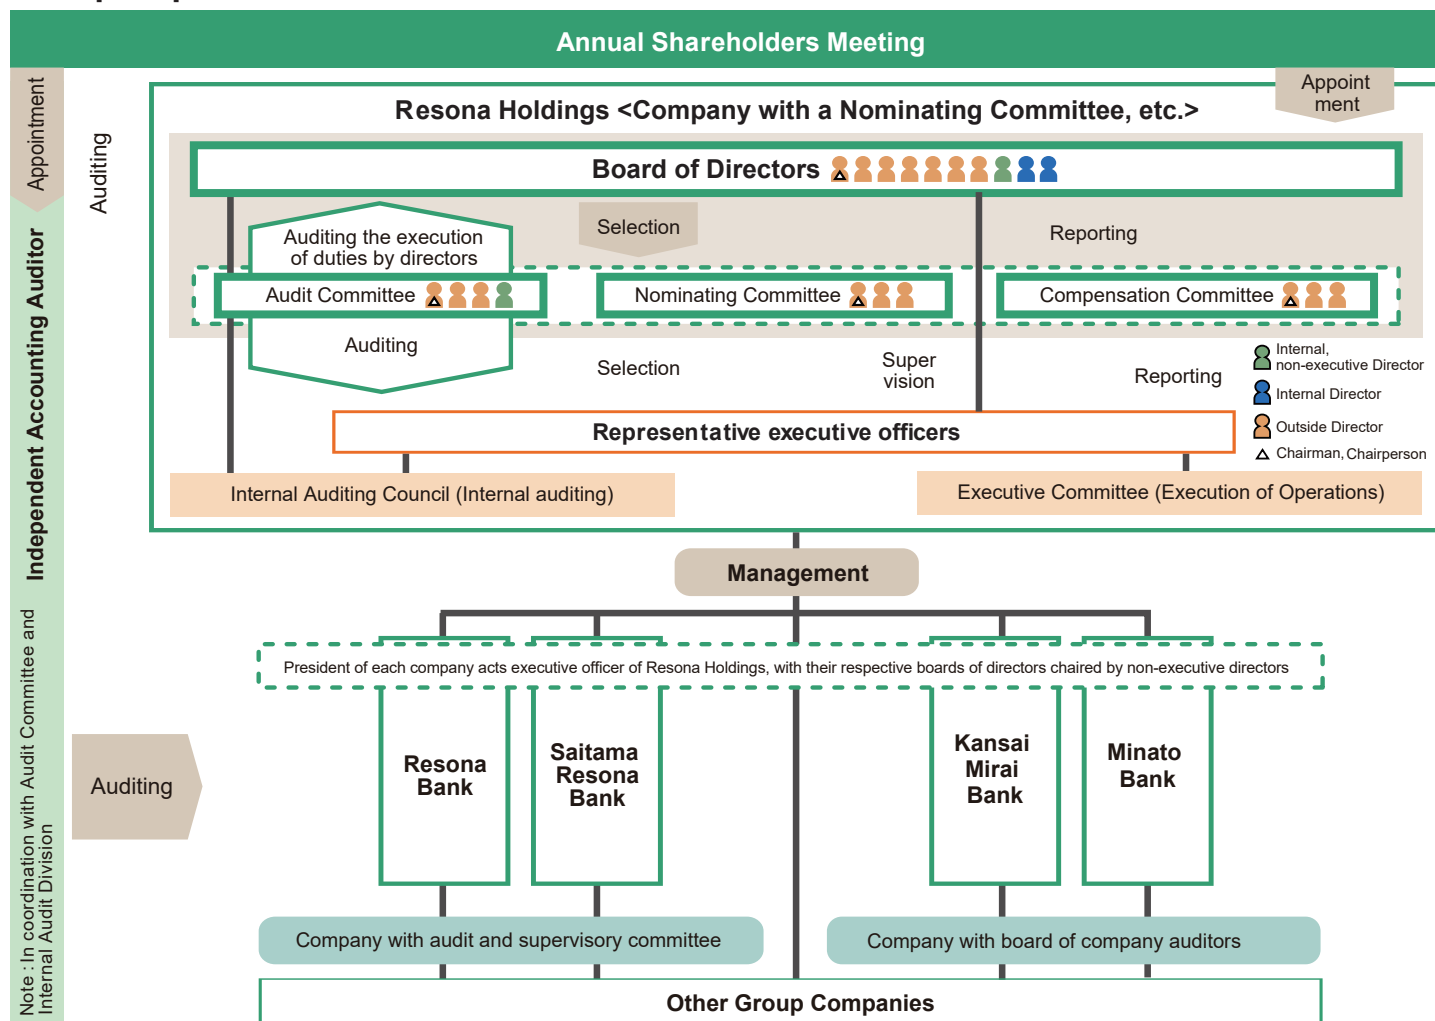 Annual Shareholders Meeting
Appointment
Auditing
Appoint
ment
Resona Holdings <Company with a Nominating Committee, etc.>
Board of Directors
Auditing the execution
of duties by directors
Selection
Reporting
Audit Committee
Nominating Committee
Compensation Committee
Auditing
Selection
Super
vision
Reporting
Internal,
non-executive Director
Internal Director
Outside Director
Chairman, Chairperson
Representative executive officers
Internal Auditing Council (Internal auditing)
Executive Committee (Execution of Operations)
Independent Accounting Auditor
Note : In coordination with Audit Committee and
Internal Audit Division
Management
President of each company acts executive officer of Resona Holdings, with their respective boards of directors chaired by non-executive directors
Auditing
Resona
Bank
Saitama
Resona
Bank
Kansai
Mirai
Bank
Minato
Bank
Company with audit and supervisory committee
Company with board of company auditors
Other Group Companies